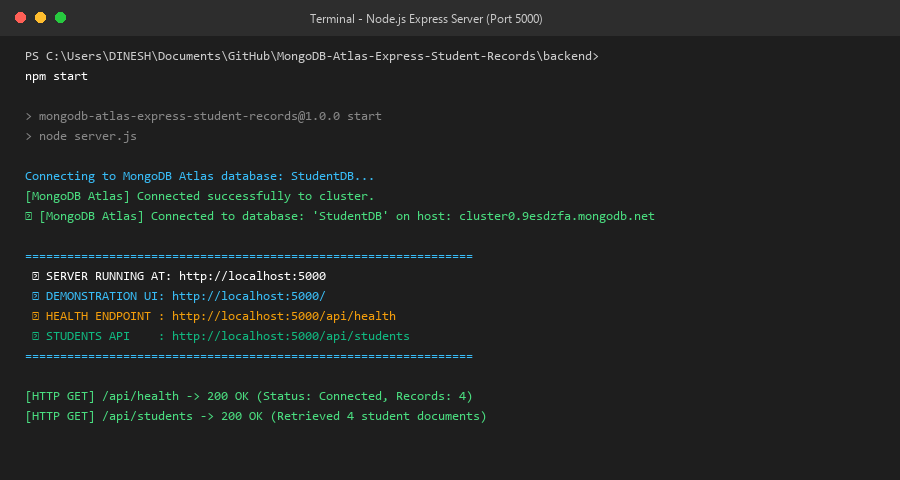 Terminal - Node.js Express Server (Port 5000)
PS C:\Users\DINESH\Documents\GitHub\MongoDB-Atlas-Express-Student-Records\backend>
npm start
> mongodb-atlas-express-student-records@1.0.0 start
> node server.js
Connecting to MongoDB Atlas database: StudentDB...
[MongoDB Atlas] Connected successfully to cluster.
[MongoDB Atlas] Connected to database: 'StudentDB' on host: cluster0.9esdzfa.mongodb.net
================================================================
SERVER RUNNING AT: http://localhost:5000
DEMONSTRATION UI: http://localhost:5000/
HEALTH ENDPOINT : http://localhost:5000/api/health
STUDENTS API    : http://localhost:5000/api/students
================================================================
[HTTP GET] /api/health -> 200 OK (Status: Connected, Records: 4)
[HTTP GET] /api/students -> 200 OK (Retrieved 4 student documents)